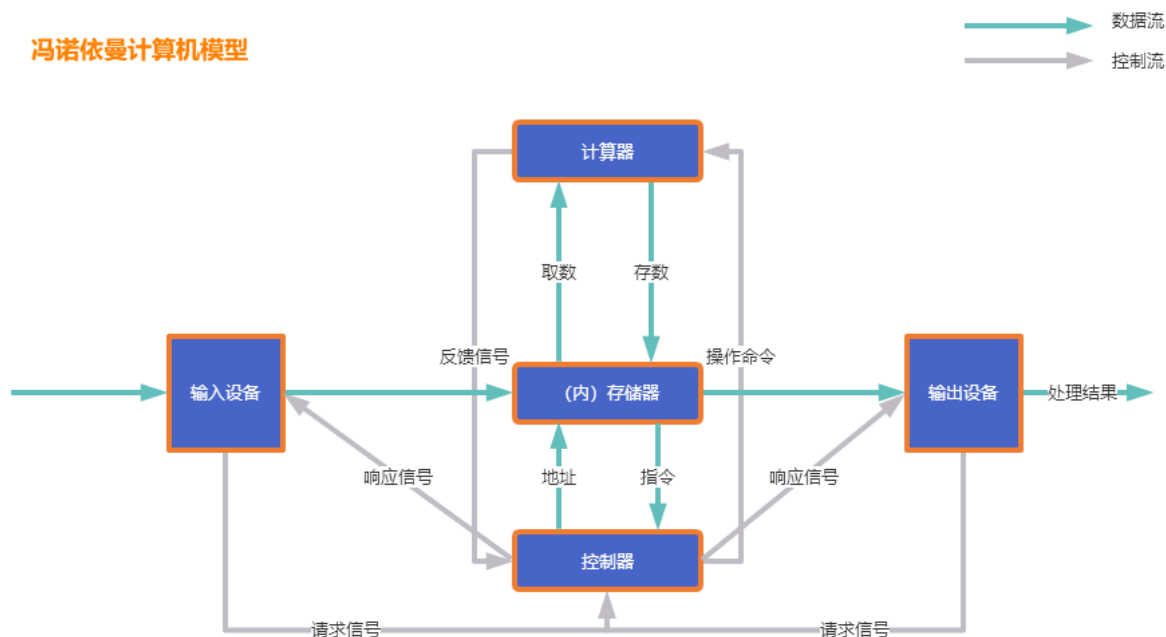 数据流
冯诺依曼计算机模型
控制流
计算器
取数
存数
反馈信号
操作命令
输入设备
（内）存储器
输出设备
处理结果
响应信号
地址
指令
响应信号
控制器
请求信号
请求信号